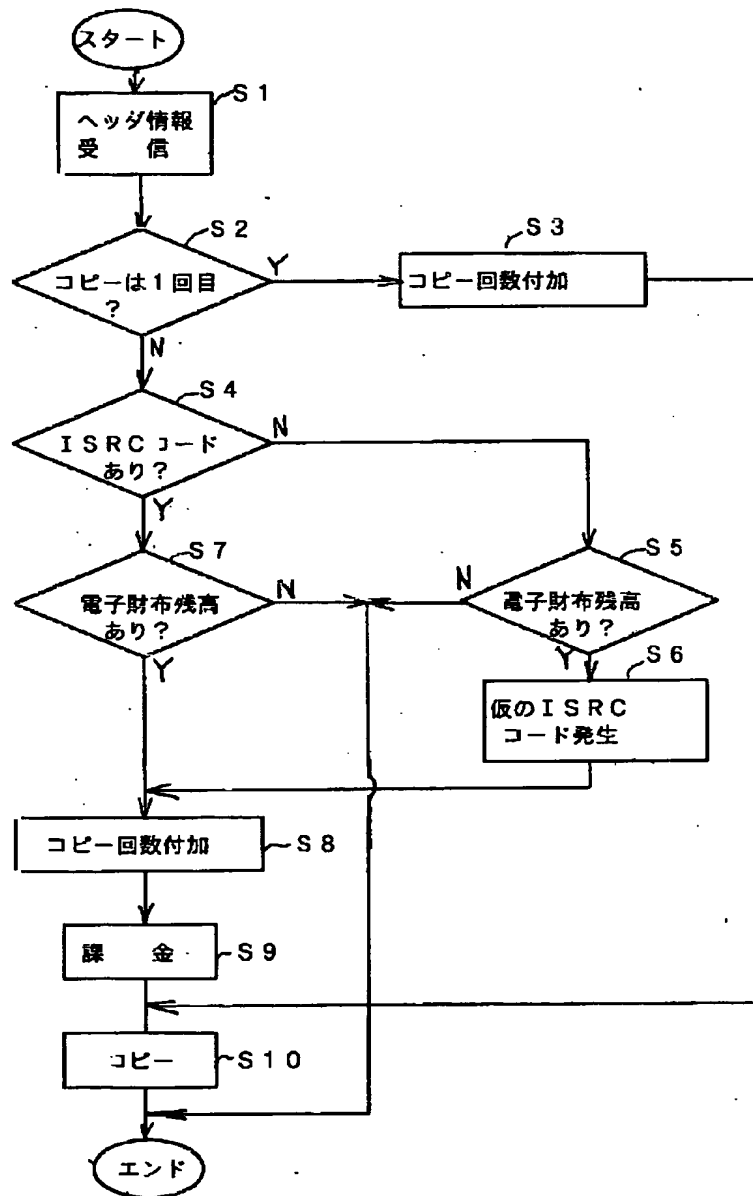 スタート
S1
ヘッダ情報
受 信
S2
コピーは1回目
?
Y
N
S3
コピー回数付加
S4
ISRCコード
あり?
N
Y
S7
電子財布残高
あり?
N
Y
S5
電子財布残高
あり?
N
Y
S6
仮のISRC
コード発生
コピー回数付加
S8
課 金
S9
コピー
S10
エンド